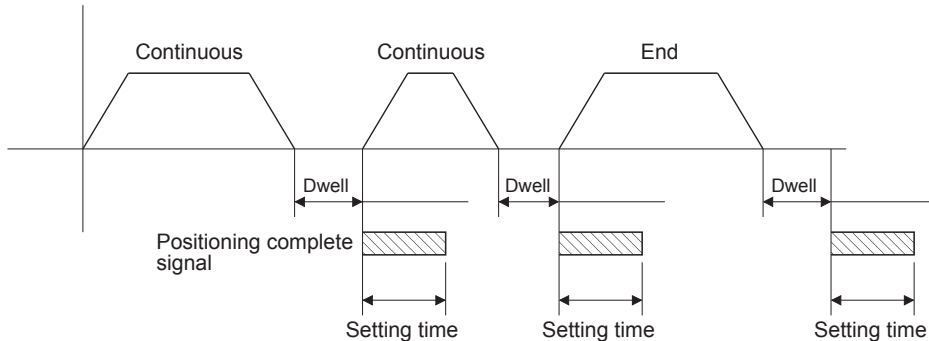 Continuous
Continuous
End
Dwell
Dwell
Dwell
Positioning complete
signal
Setting time
Setting time
Setting time